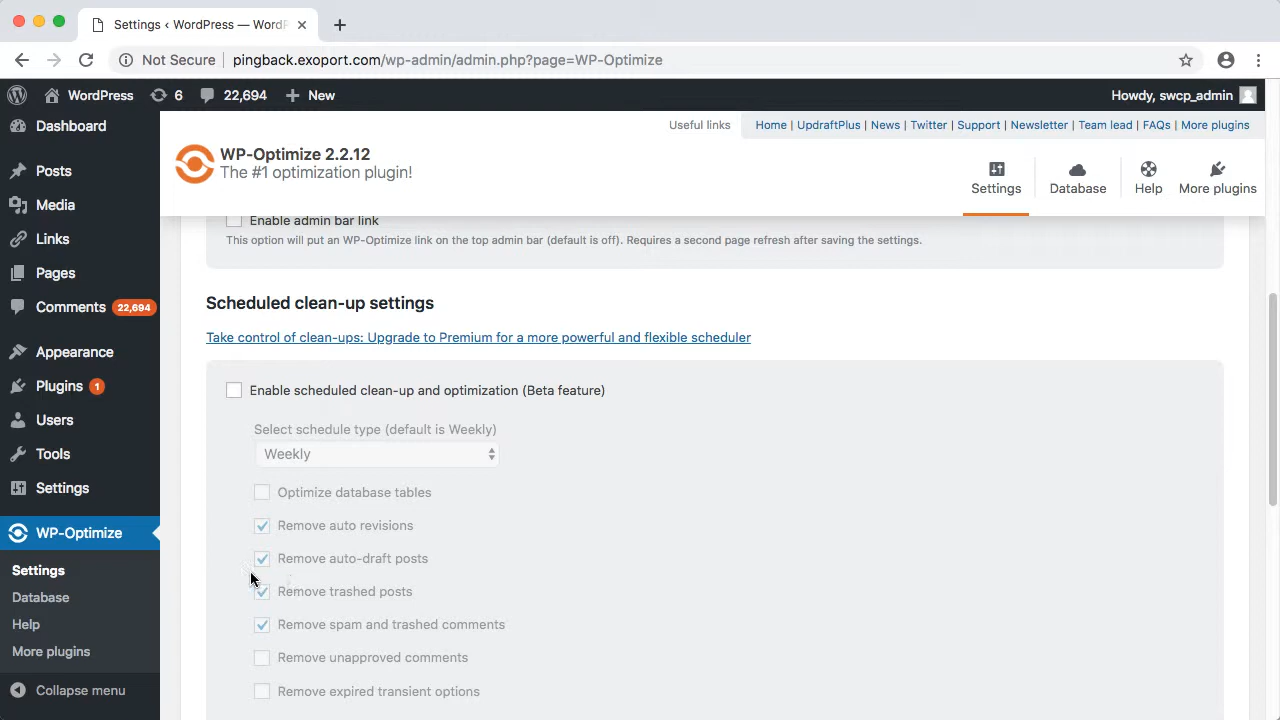 Settings ‹ WordPress — WordP
Not Secure
pingback.exoport.com/wp-admin/admin.php?page=WP-Optimize
WordPress
6
22,694
New
Howdy, swcp_admin
Dashboard
Posts
Media
Links
Pages
Comments 22,694
Appearance
Plugins 1
Users
Tools
Settings
WP-Optimize
Settings
Database
Help
More plugins
Collapse menu
Useful links
Home | UpdraftPlus | News | Twitter | Support | Newsletter | Team lead | FAQs | More plugins
WP-Optimize 2.2.12
The #1 optimization plugin!
Settings
Database
Help
More plugins
Enable admin bar link
This option will put an WP-Optimize link on the top admin bar (default is off). Requires a second page refresh after saving the settings.
Scheduled clean-up settings
Take control of clean-ups: Upgrade to Premium for a more powerful and flexible scheduler
Enable scheduled clean-up and optimization (Beta feature)
Select schedule type (default is Weekly)
Weekly
Optimize database tables
Remove auto revisions
Remove auto-draft posts
Remove trashed posts
Remove spam and trashed comments
Remove unapproved comments
Remove expired transient options